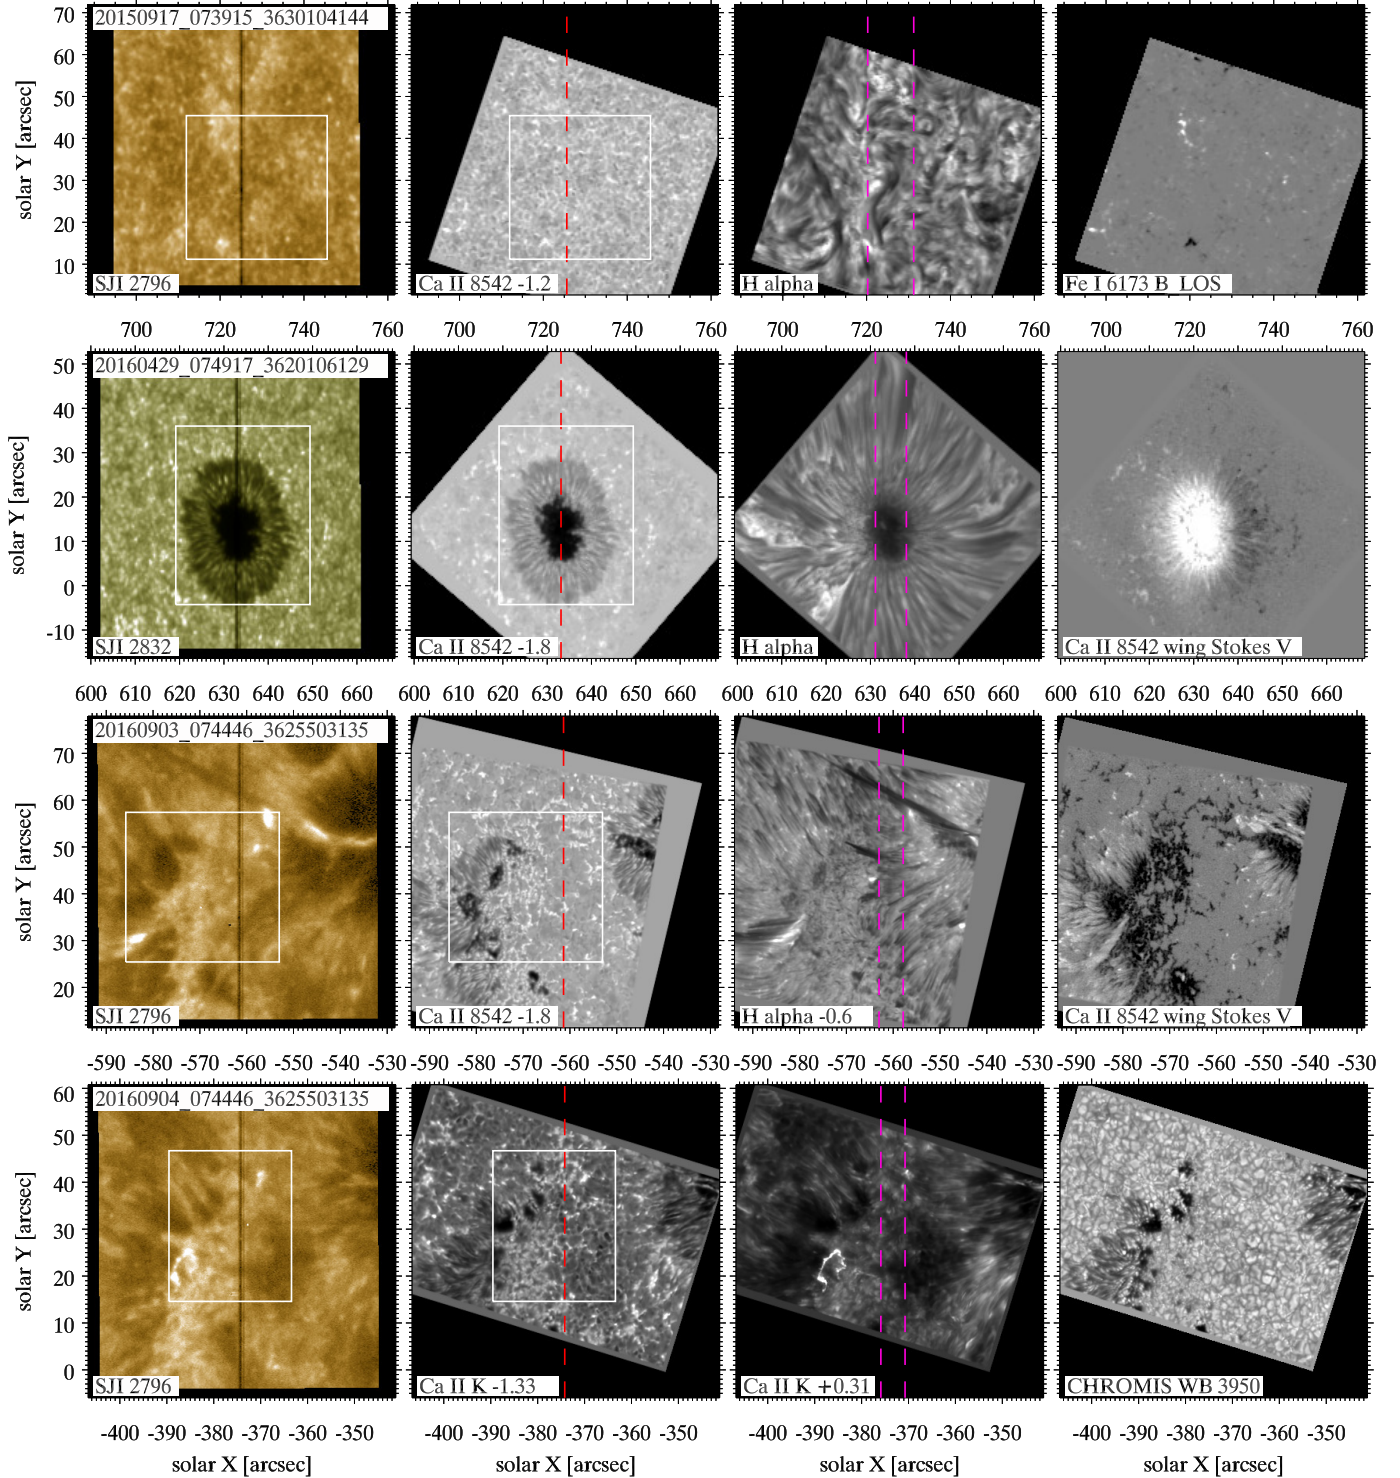 70
60
50
40
30
20
10
solar Y [arcsec]
20150917_073915_3630104144
SJI 2796
Ca II 8542 -1.2
H alpha
Fe I 6173 B_LOS
700 720 740 760
700 720 740 760
700 720 740 760
700 720 740 760
50
40
30
20
10
0
-10
solar Y [arcsec]
20160429_074917_3620106129
SJI 2832
Ca II 8542 -1.8
H alpha
Ca II 8542 wing Stokes V
600 610 620 630 640 650 660
600 610 620 630 640 650 660
600 610 620 630 640 650 660
600 610 620 630 640 650 660
70
60
50
40
30
20
solar Y [arcsec]
20160903_074446_3625503135
SJI 2796
Ca II 8542 -1.8
H alpha -0.6
Ca II 8542 wing Stokes V
-590 -580 -570 -560 -550 -540 -530
-590 -580 -570 -560 -550 -540 -530
-590 -580 -570 -560 -550 -540 -530
-590 -580 -570 -560 -550 -540 -530
60
50
40
30
20
10
0
solar Y [arcsec]
20160904_074446_3625503135
SJI 2796
Ca II K -1.33
Ca II K +0.31
CHROMIS WB 3950
-400 -390 -380 -370 -360 -350
-400 -390 -380 -370 -360 -350
-400 -390 -380 -370 -360 -350
-400 -390 -380 -370 -360 -350
solar X [arcsec]
solar X [arcsec]
solar X [arcsec]
solar X [arcsec]